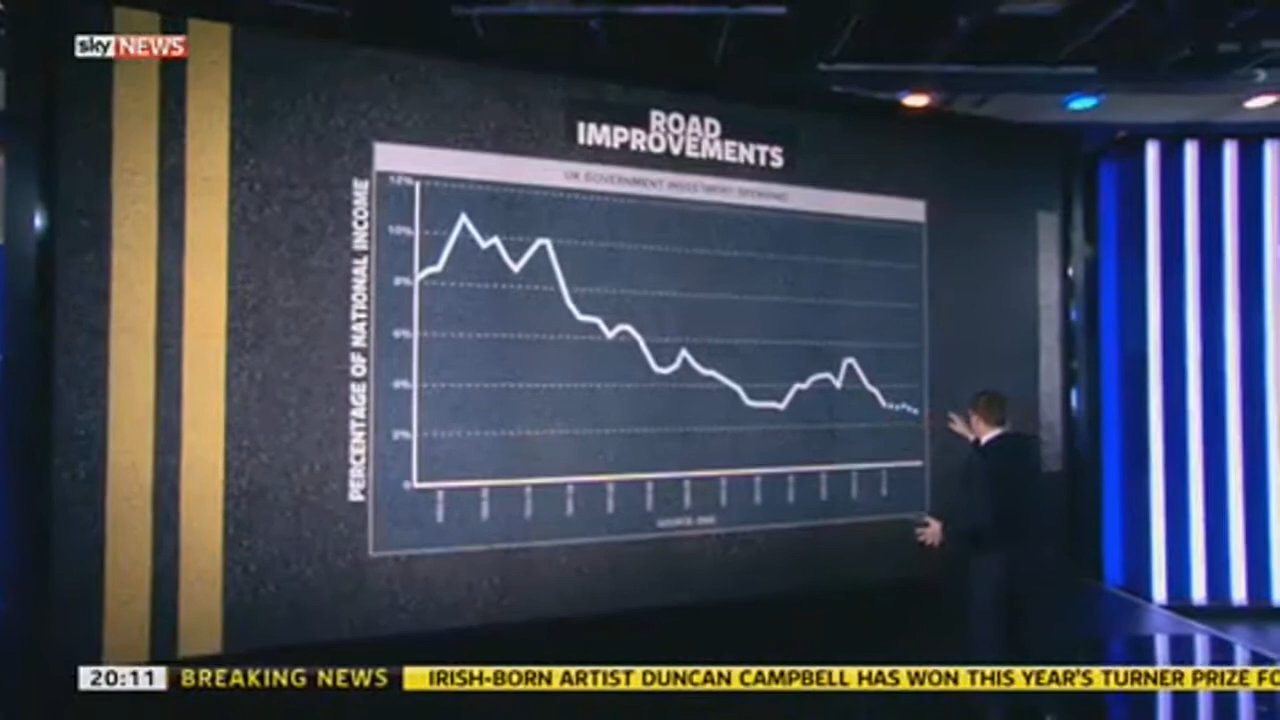 sky NEWS
ROAD
IMPROVEMENTS
UK GOVERNMENT INVESTMENT SPENDING
PERCENTAGE OF NATIONAL INCOME
12%
10%
8%
6%
4%
2%
0
20:11 BREAKING NEWS IRISH-BORN ARTIST DUNCAN CAMPBELL HAS WON THIS YEAR'S TURNER PRIZE FO